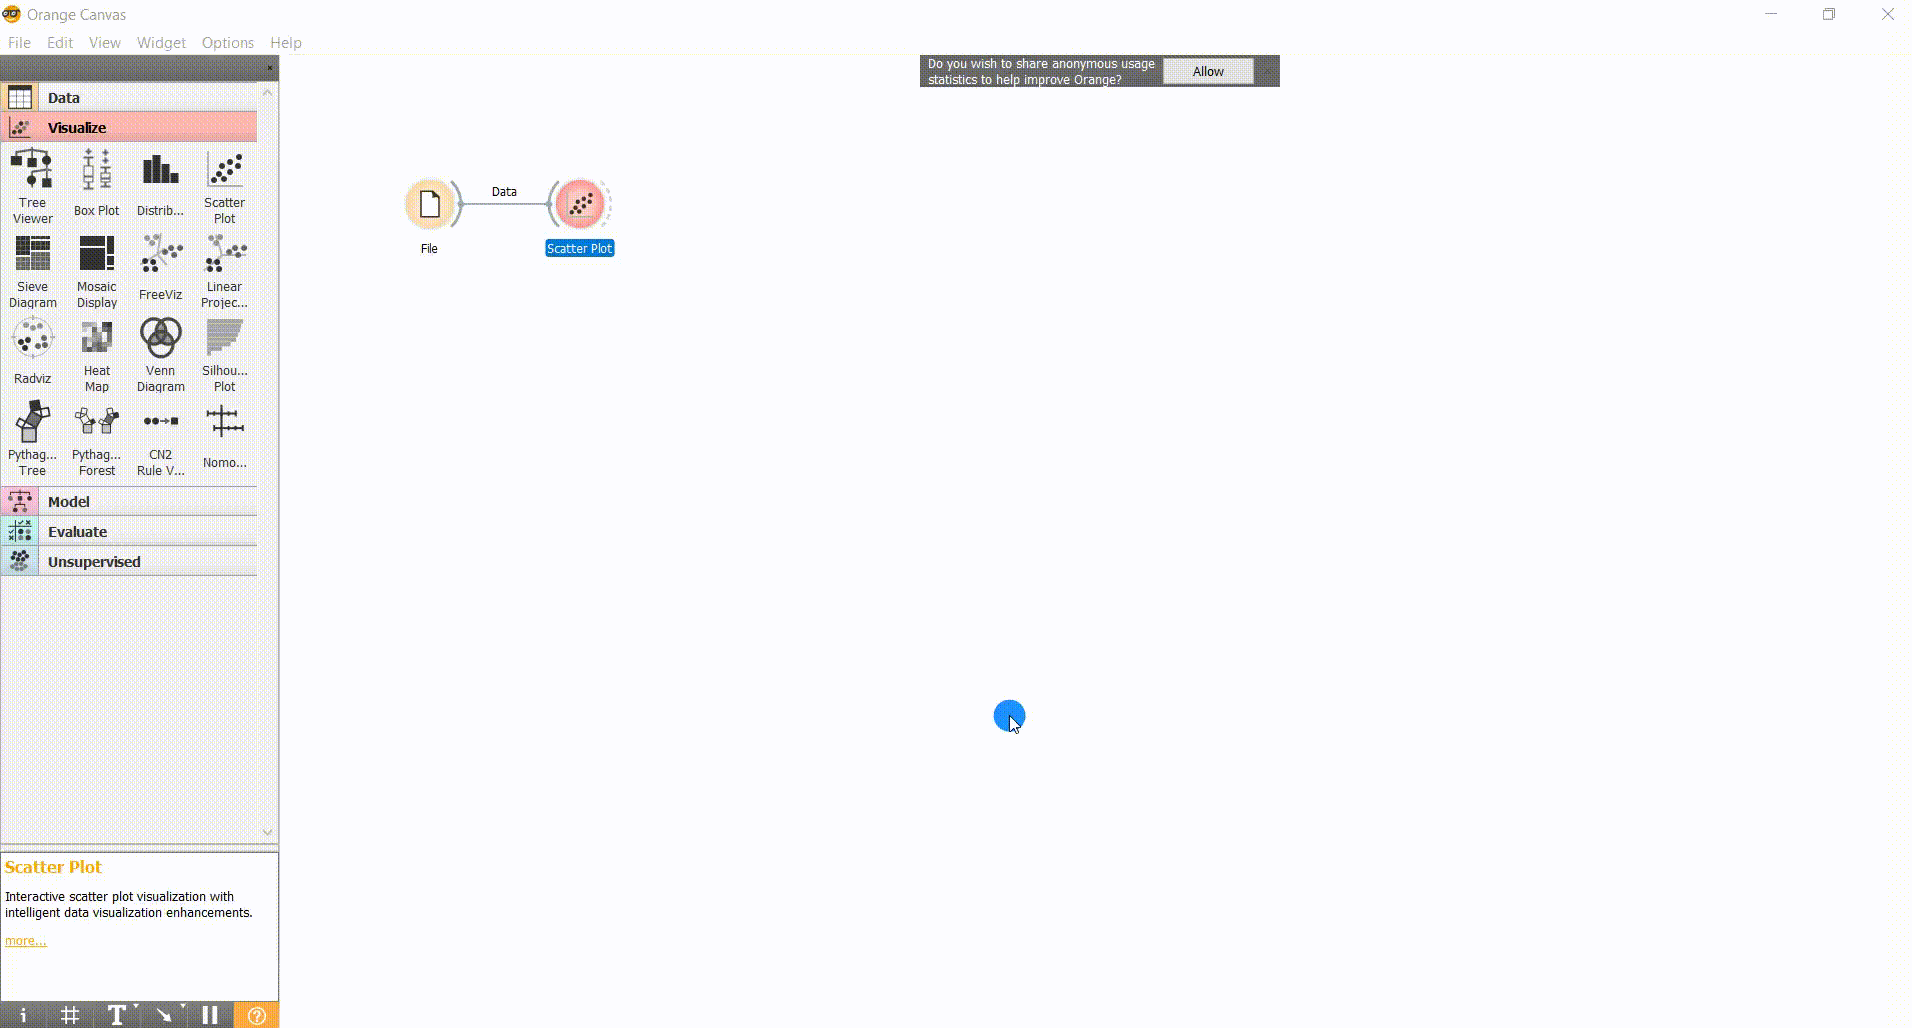 Orange Canvas
File Edit View Widget Options Help
Do you wish to share anonymous usage
statistics to help improve Orange?
Allow
Data
Visualize
Tree
Viewer
Box Plot
Distrib...
Scatter
Plot
Sieve
Diagram
Mosaic
Display
FreeViz
Linear
Projec...
Radviz
Heat
Map
Venn
Diagram
Silhou...
Plot
Pythag...
Tree
Pythag...
Forest
CN2
Rule V...
Nomo...
Model
Evaluate
Unsupervised
Data
File
Scatter Plot
Scatter Plot
Interactive scatter plot visualization with
intelligent data visualization enhancements.
more...